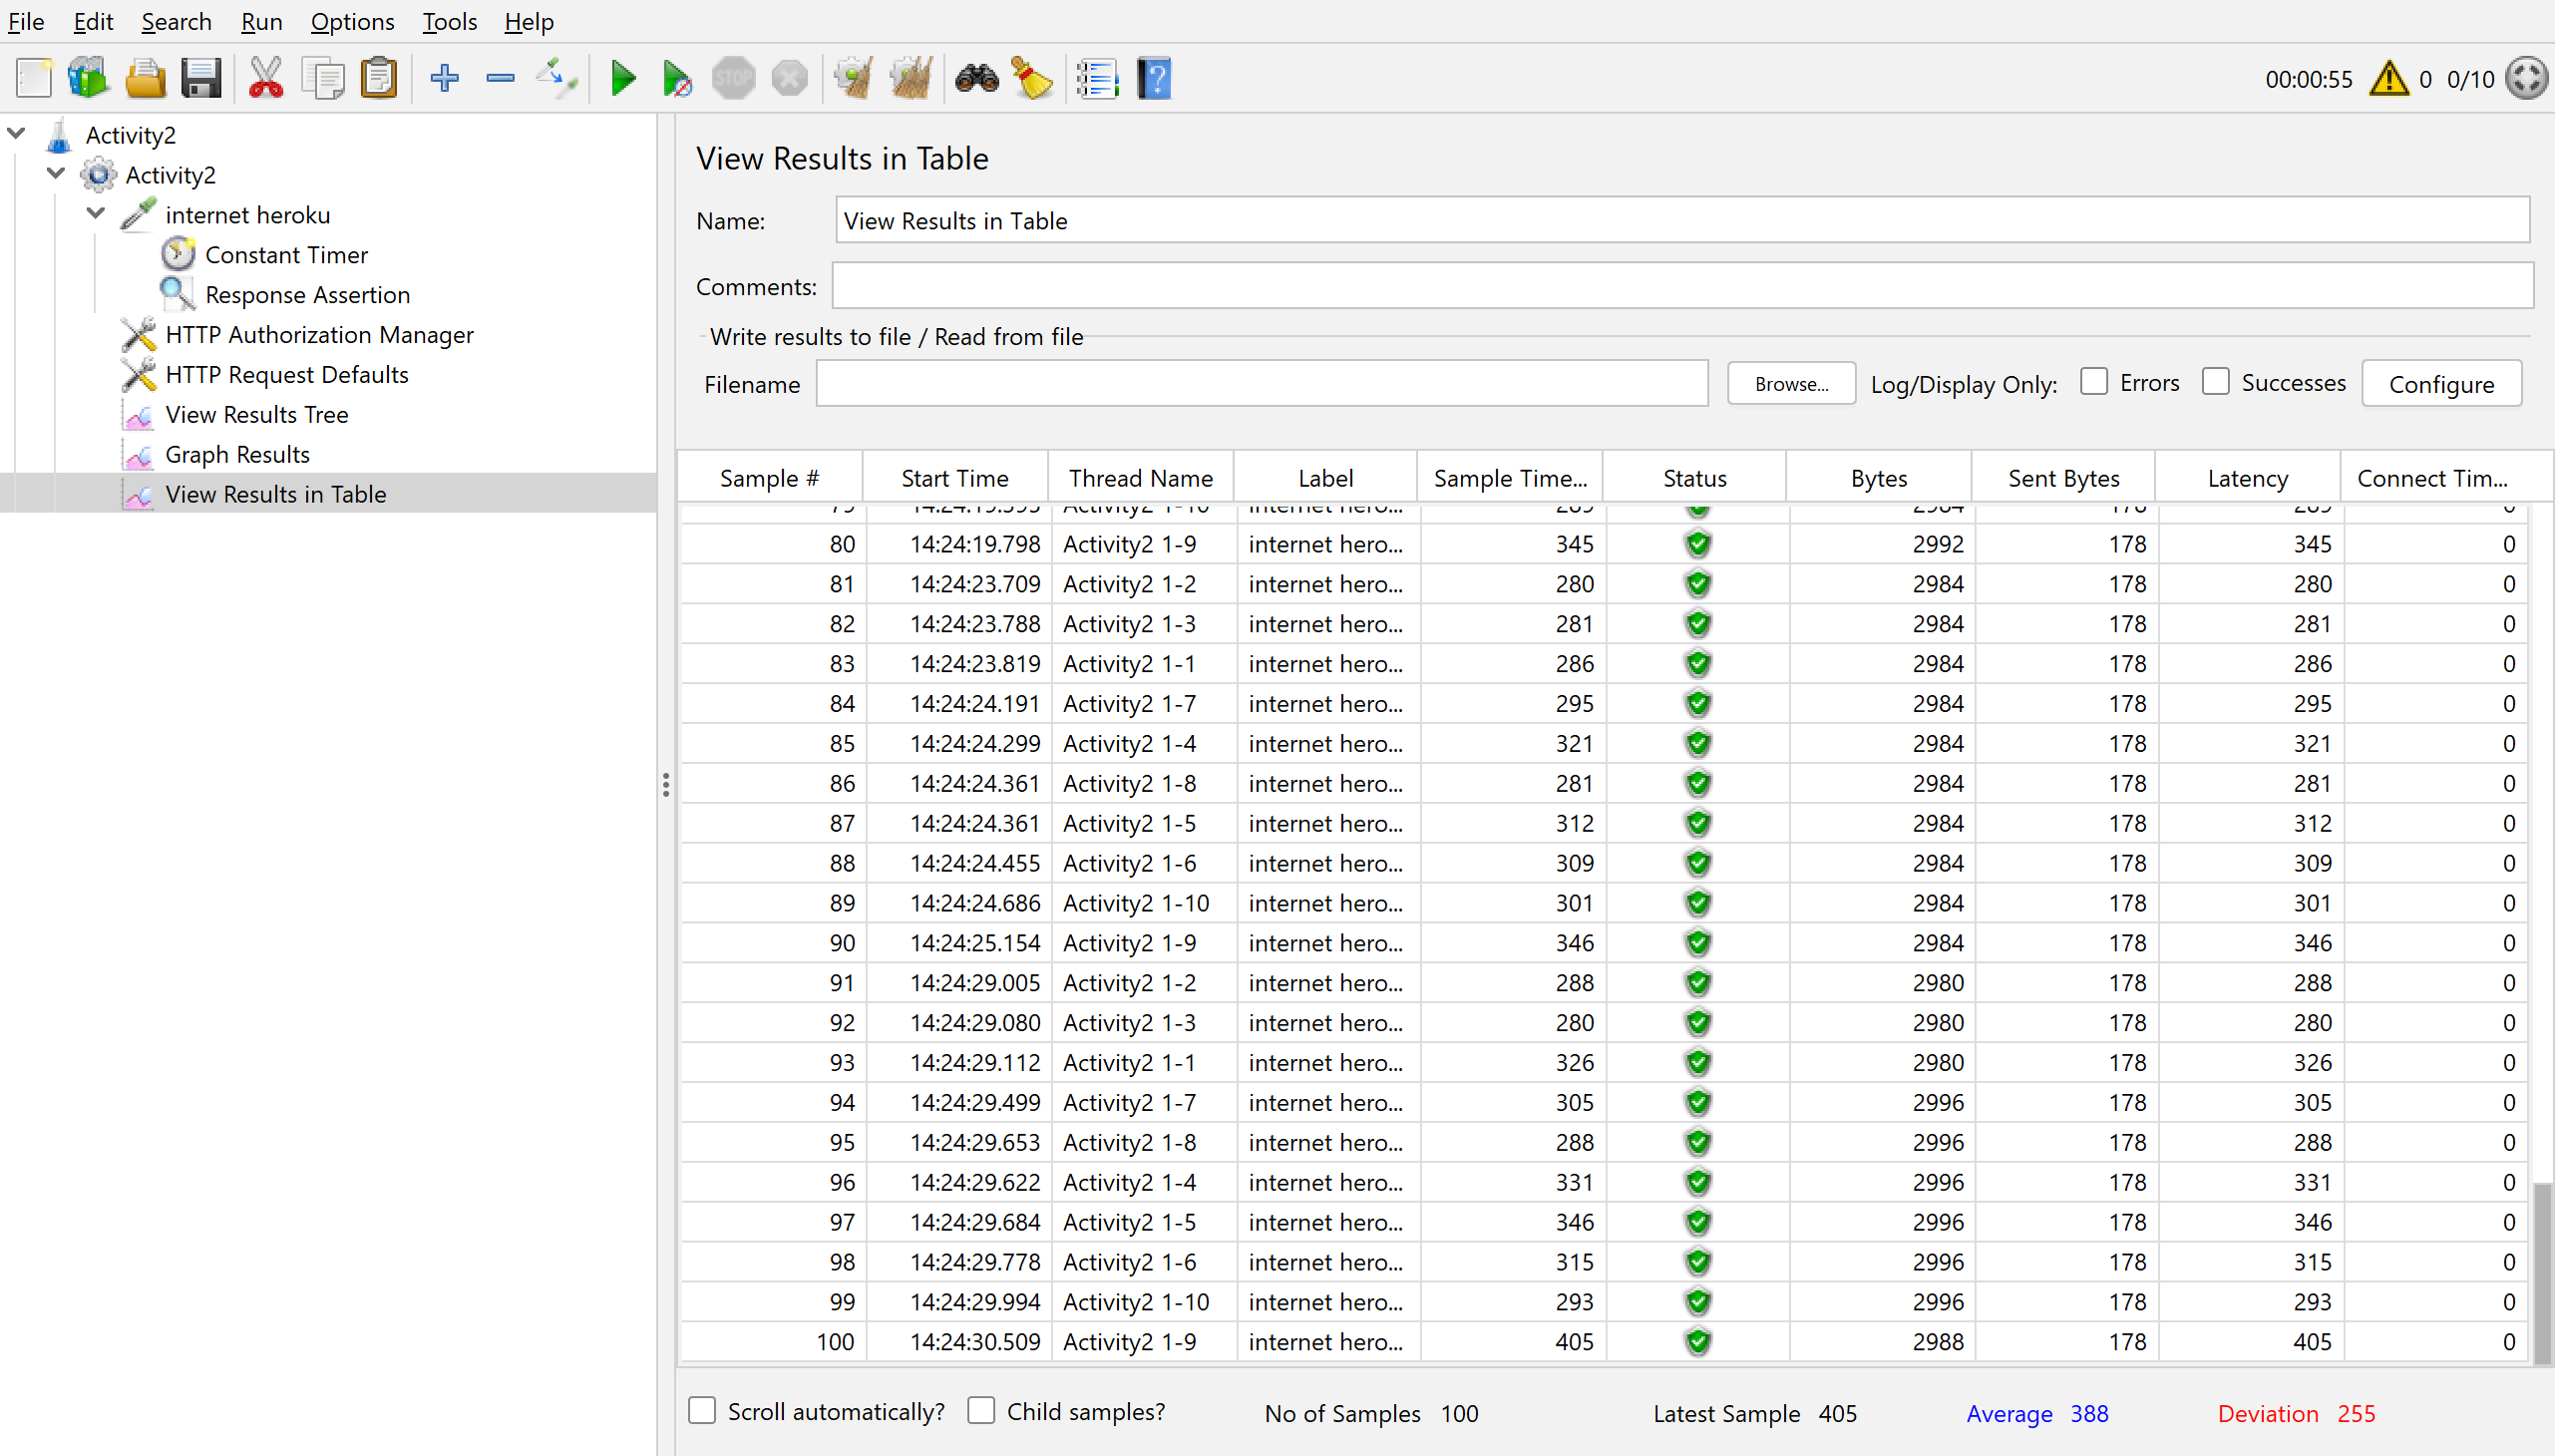 File Edit Search Run Options Tools Help
STOP
00:00:55 0 0/10
Activity2
Activity2
internet heroku
Constant Timer
Response Assertion
HTTP Authorization Manager
HTTP Request Defaults
View Results Tree
Graph Results
View Results in Table
View Results in Table
Name: View Results in Table
Comments:
Write results to file / Read from file
Filename Browse... Log/Display Only: Errors Successes Configure
Sample # Start Time Thread Name Label Sample Time... Status Bytes Sent Bytes Latency Connect Tim...
79 14:24:19.393 Activity2 1-10 internet hero... 289 2984 178 289 0
80 14:24:19.798 Activity2 1-9 internet hero... 345 2992 178 345 0
81 14:24:23.709 Activity2 1-2 internet hero... 280 2984 178 280 0
82 14:24:23.788 Activity2 1-3 internet hero... 281 2984 178 281 0
83 14:24:23.819 Activity2 1-1 internet hero... 286 2984 178 286 0
84 14:24:24.191 Activity2 1-7 internet hero... 295 2984 178 295 0
85 14:24:24.299 Activity2 1-4 internet hero... 321 2984 178 321 0
86 14:24:24.361 Activity2 1-8 internet hero... 281 2984 178 281 0
87 14:24:24.361 Activity2 1-5 internet hero... 312 2984 178 312 0
88 14:24:24.455 Activity2 1-6 internet hero... 309 2984 178 309 0
89 14:24:24.686 Activity2 1-10 internet hero... 301 2984 178 301 0
90 14:24:25.154 Activity2 1-9 internet hero... 346 2984 178 346 0
91 14:24:29.005 Activity2 1-2 internet hero... 288 2980 178 288 0
92 14:24:29.080 Activity2 1-3 internet hero... 280 2980 178 280 0
93 14:24:29.112 Activity2 1-1 internet hero... 326 2980 178 326 0
94 14:24:29.499 Activity2 1-7 internet hero... 305 2996 178 305 0
95 14:24:29.653 Activity2 1-8 internet hero... 288 2996 178 288 0
96 14:24:29.622 Activity2 1-4 internet hero... 331 2996 178 331 0
97 14:24:29.684 Activity2 1-5 internet hero... 346 2996 178 346 0
98 14:24:29.778 Activity2 1-6 internet hero... 315 2996 178 315 0
99 14:24:29.994 Activity2 1-10 internet hero... 293 2996 178 293 0
100 14:24:30.509 Activity2 1-9 internet hero... 405 2988 178 405 0
Scroll automatically? Child samples? No of Samples 100 Latest Sample 405 Average 388 Deviation 255